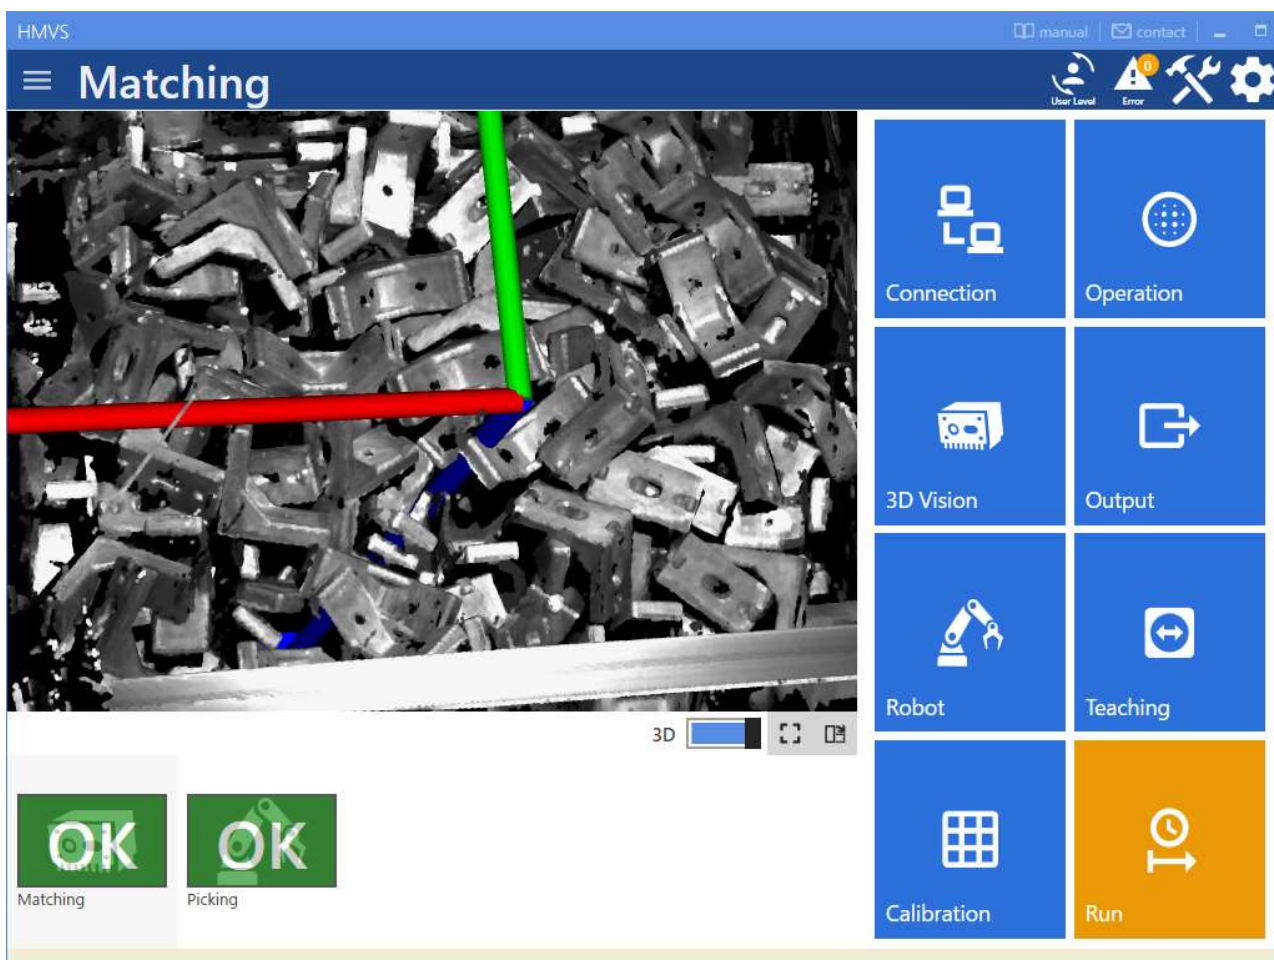 HMVS
manual
contact
Matching
User Level
0
Error
Connection
Operation
3D Vision
Output
Robot
Teaching
3D
OK
OK
Matching
Picking
Calibration
Run